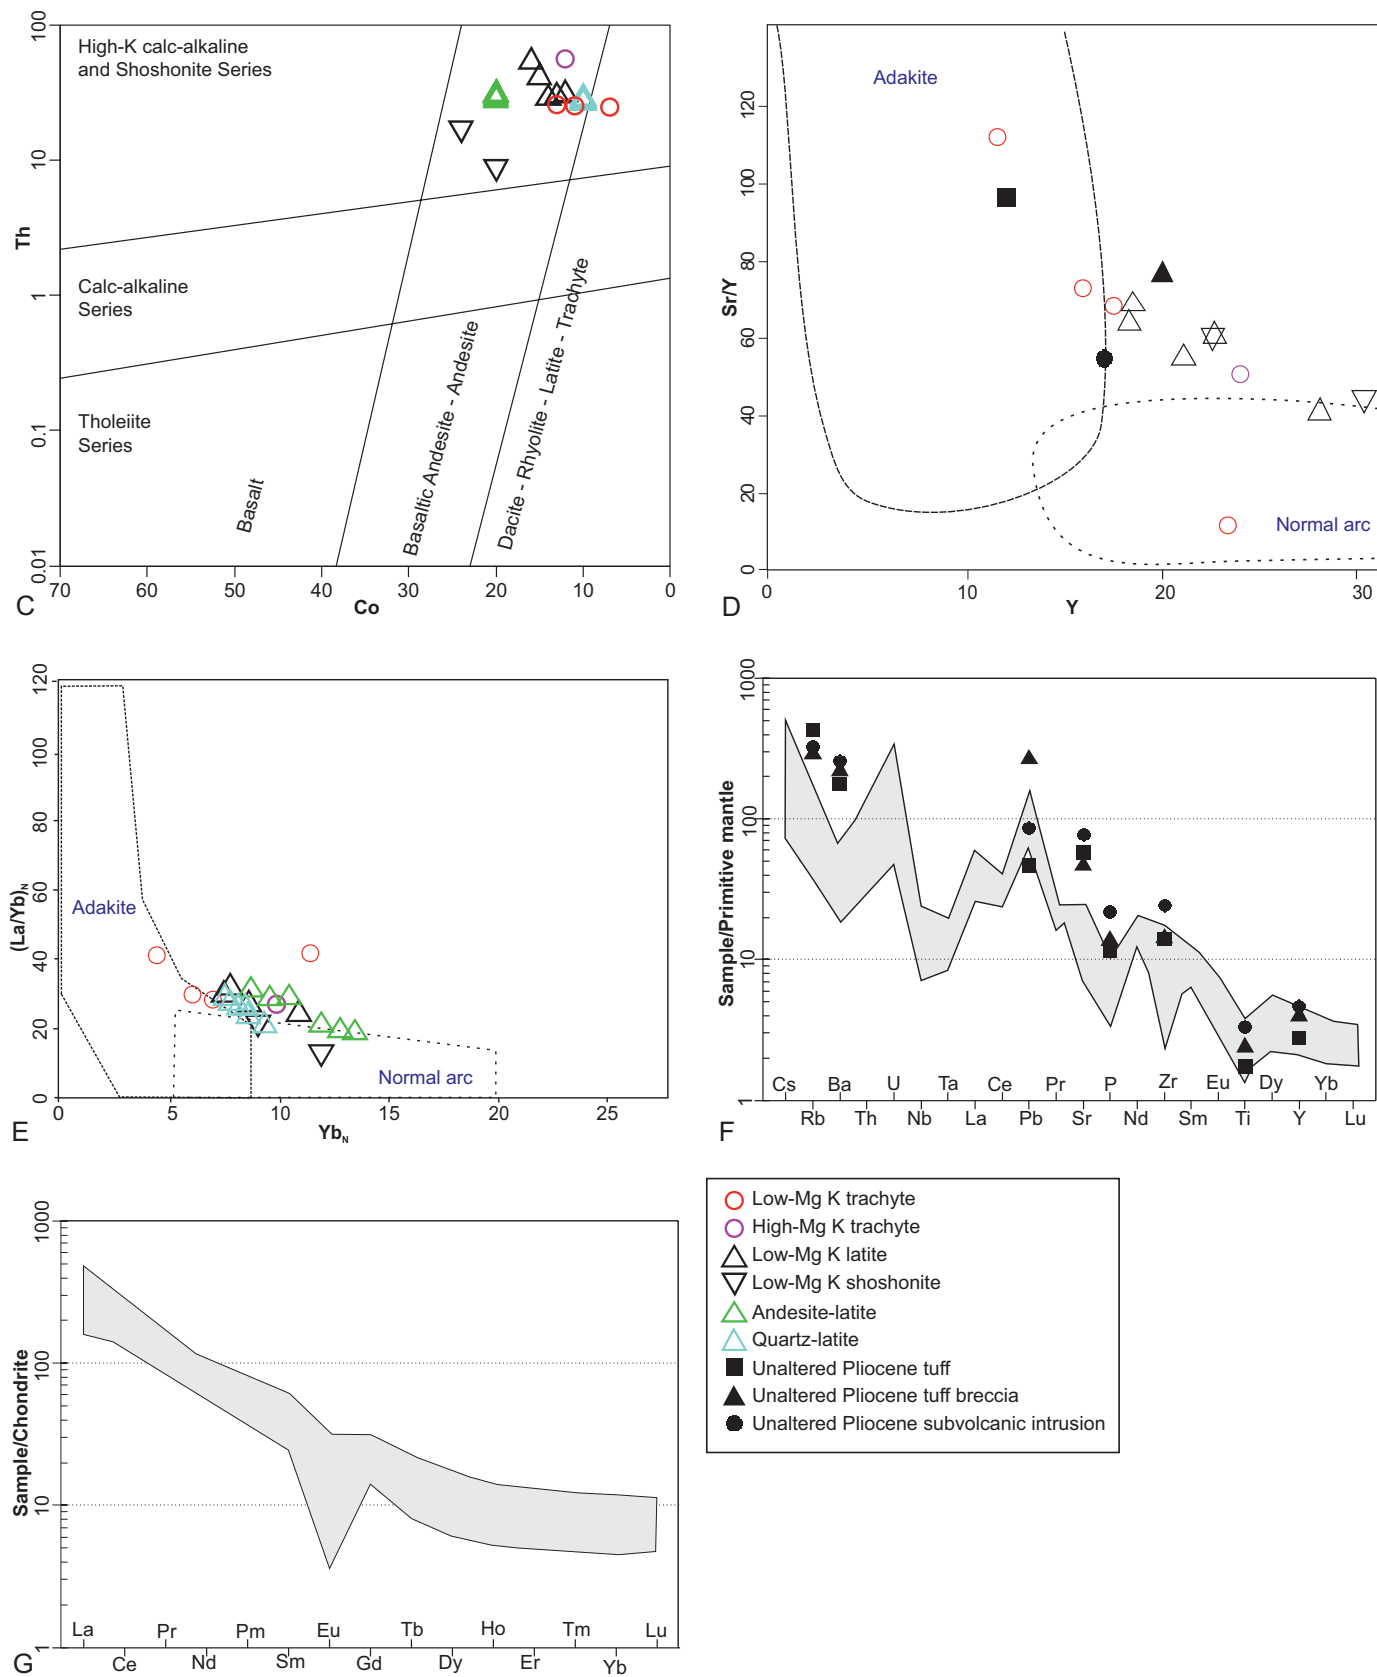 100
10
1
0.1
0.01
Th
High-K calc-alkaline
and Shoshonite Series
Calc-alkaline
Series
Tholeiite
Series
Basalt
Basaltic Andesite - Andesite
Dacite - Rhyolite - Latite - Trachyte
70 60 50 40 30 20 10 0
Co
C
120
100
80
60
40
20
0
Sr/Y
Adakite
Normal arc
0 10 20 30
Y
D
120
100
80
60
40
20
0
(La/Yb)N
Adakite
Normal arc
0 5 10 15 20 25
YbN
E
1000
100
10
1
Sample/Primitive mantle
Cs Ba U Ta Ce Pr P Zr Eu Dy Yb
Rb Th Nb La Pb Sr Nd Sm Ti Y Lu
F
1000
100
10
1
Sample/Chondrite
La Pr Pm Eu Tb Ho Tm Lu
Ce Nd Sm Gd Dy Er Yb
G
Low-Mg K trachyte
High-Mg K trachyte
Low-Mg K latite
Low-Mg K shoshonite
Andesite-latite
Quartz-latite
Unaltered Pliocene tuff
Unaltered Pliocene tuff breccia
Unaltered Pliocene subvolcanic intrusion